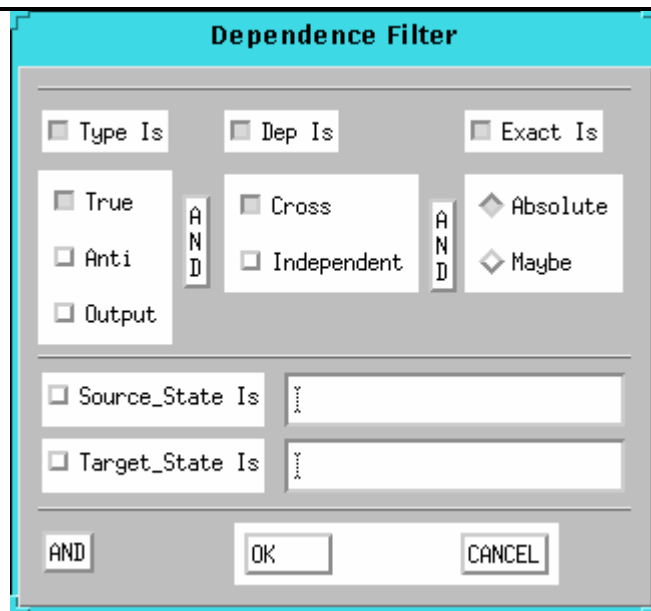 Dependence Filter
Type Is Dep Is Exact Is
True AND Cross AND Absolute
Anti Independent Maybe
Output
Source_State Is
Target_State Is
AND OK CANCEL